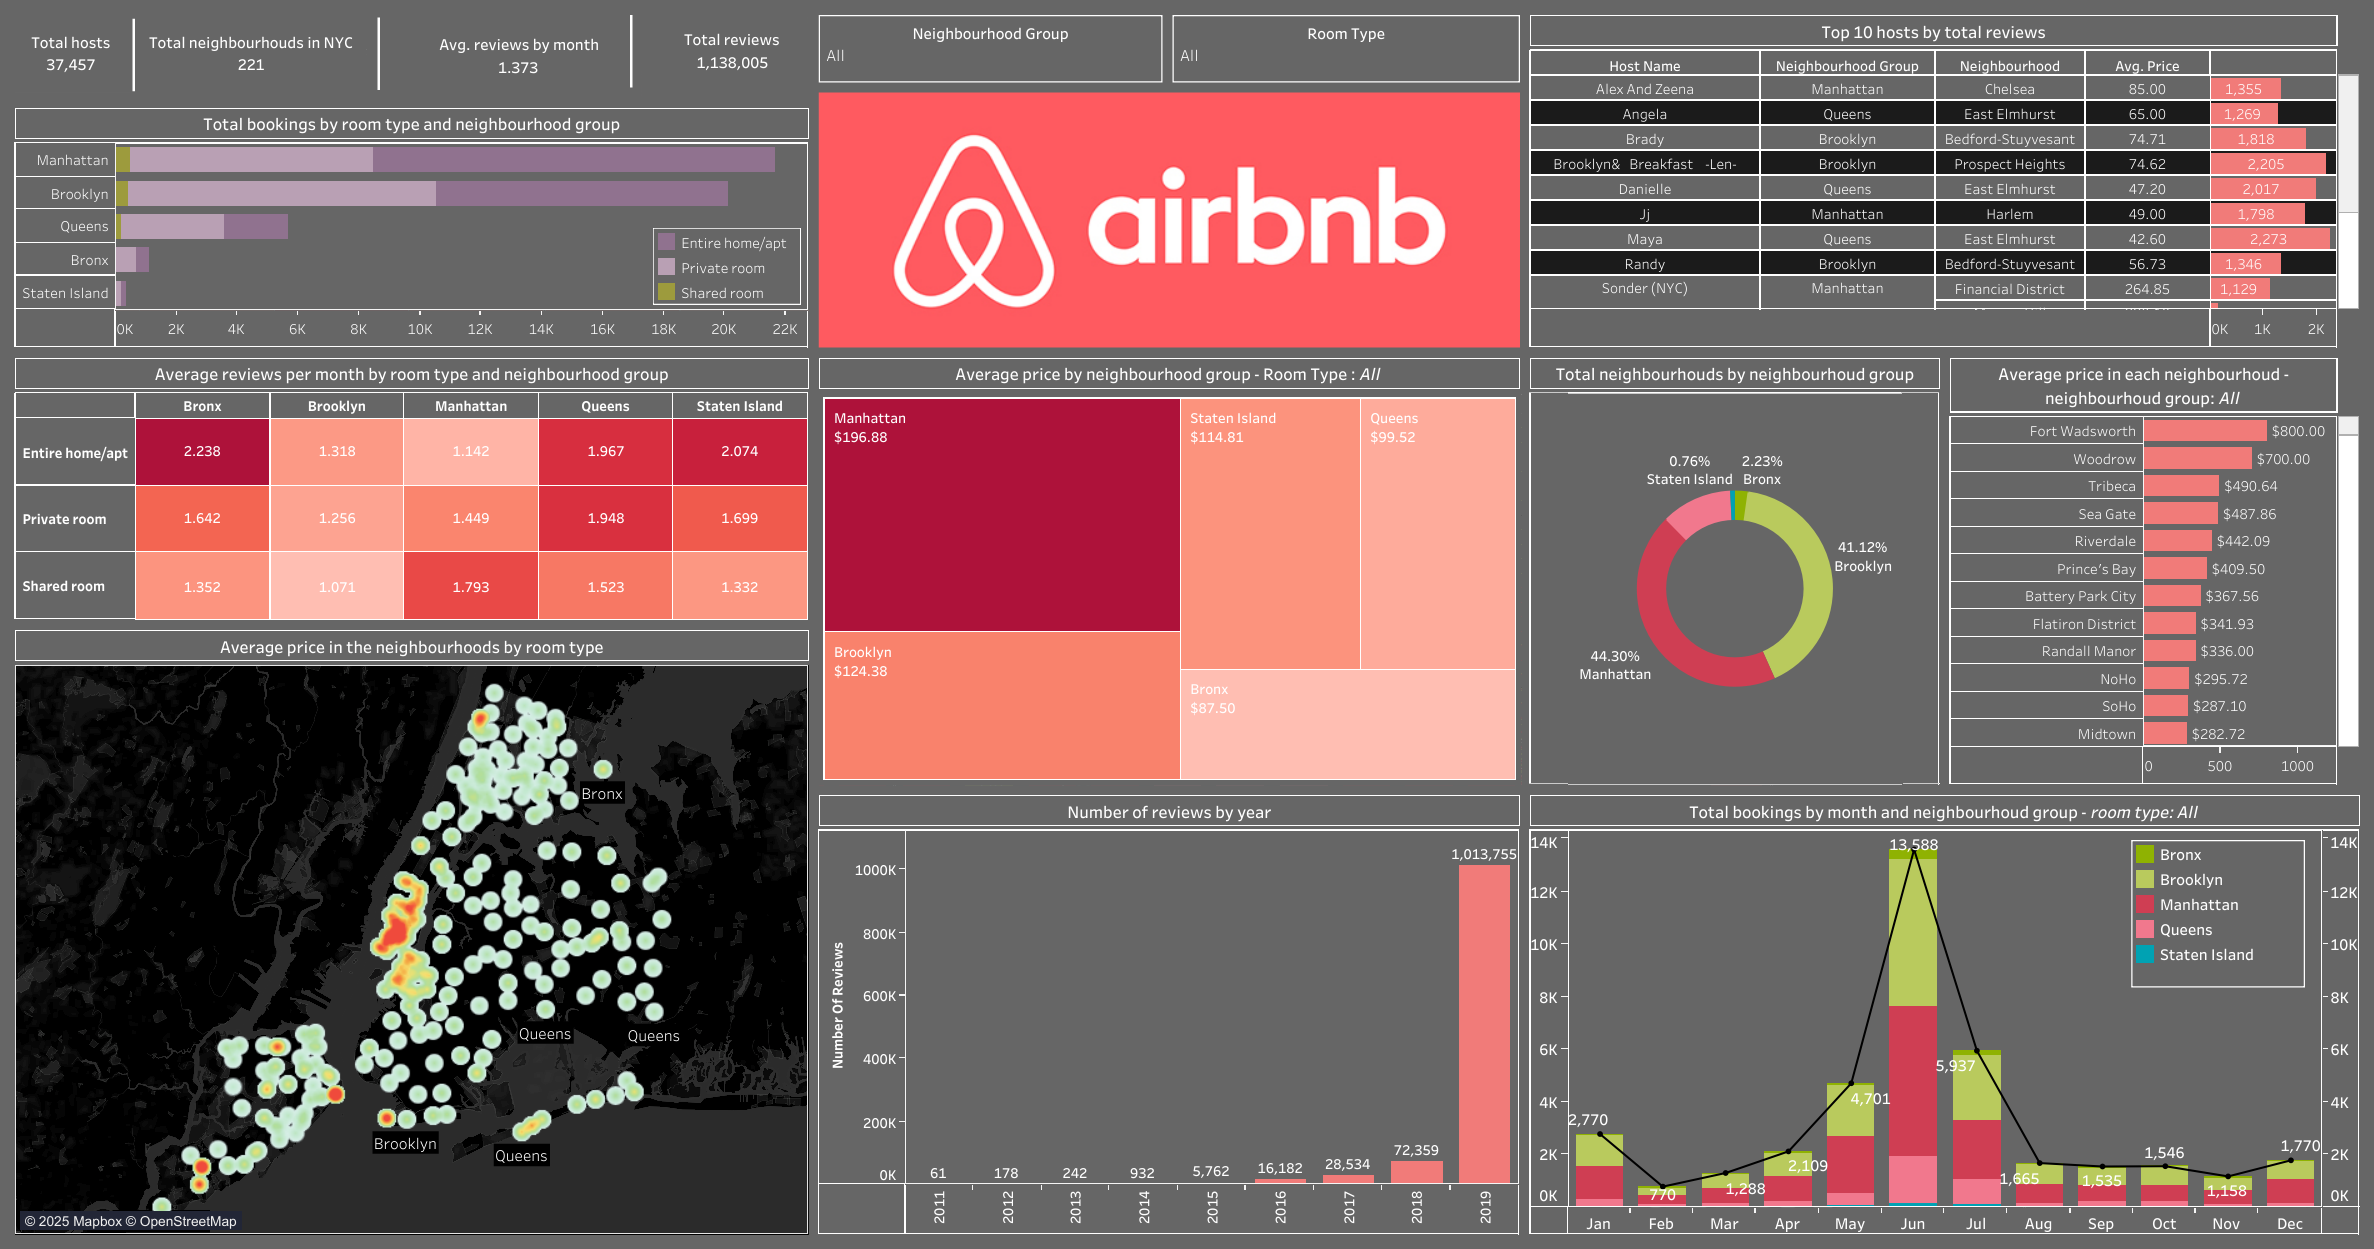 Total hosts
37,457
Total neighbourhouds in NYC
221
Avg. reviews by month
1.373
Total reviews
1,138,005
Neighbourhood Group
All
Room Type
All
Total bookings by room type and neighbourhood group
Manhattan
Brooklyn
Queens
Bronx
Staten Island
Entire home/apt
Private room
Shared room
0K 2K 4K 6K 8K 10K 12K 14K 16K 18K 20K 22K
airbnb
Top 10 hosts by total reviews
Host Name Neighbourhood Group Neighbourhood Avg. Price
Alex And Zeena Manhattan Chelsea 85.00 1,355
Angela Queens East Elmhurst 65.00 1,269
Brady Brooklyn Bedford-Stuyvesant 74.71 1,818
Brooklyn& Breakfast -Len- Brooklyn Prospect Heights 74.62 2,205
Danielle Queens East Elmhurst 47.20 2,017
Jj Manhattan Harlem 49.00 1,798
Maya Queens East Elmhurst 42.60 2,273
Randy Brooklyn Bedford-Stuyvesant 56.73 1,346
Sonder (NYC) Manhattan Financial District 264.85 1,129
0K 1K 2K
Average reviews per month by room type and neighbourhood group
Bronx Brooklyn Manhattan Queens Staten Island
Entire home/apt 2.238 1.318 1.142 1.967 2.074
Private room 1.642 1.256 1.449 1.948 1.699
Shared room 1.352 1.071 1.793 1.523 1.332
Average price by neighbourhood group - Room Type : All
Manhattan
$196.88
Staten Island
$114.81
Queens
$99.52
Brooklyn
$124.38
Bronx
$87.50
Total neighbourhouds by neighbourhoud group
0.76%
Staten Island
2.23%
Bronx
41.12%
Brooklyn
44.30%
Manhattan
Average price in each neighbourhoud -
neighbourhoud group: All
Fort Wadsworth $800.00
Woodrow $700.00
Tribeca $490.64
Sea Gate $487.86
Riverdale $442.09
Prince's Bay $409.50
Battery Park City $367.56
Flatiron District $341.93
Randall Manor $336.00
NoHo $295.72
SoHo $287.10
Midtown $282.72
0 500 1000
Average price in the neighburhoods by room type
Bronx
Queens
Queens
Brooklyn
Queens
© 2025 Mapbox © OpenStreetMap
Number of reviews by year
Number Of Reviews
1000K
800K
600K
400K
200K
0K
61 178 242 932 5,762 16,182 28,534 72,359 1,013,755
2011 2012 2013 2014 2015 2016 2017 2018 2019
Total bookings by month and neighbourhoud group - room type: All
14K 14K
12K 12K
10K 10K
8K 8K
6K 6K
4K 4K
2K 2K
0K 0K
2,770 770 1,288 2,109 4,701 13,588 5,937 1,665 1,535 1,546 1,158 1,770
Bronx
Brooklyn
Manhattan
Queens
Staten Island
Jan Feb Mar Apr May Jun Jul Aug Sep Oct Nov Dec